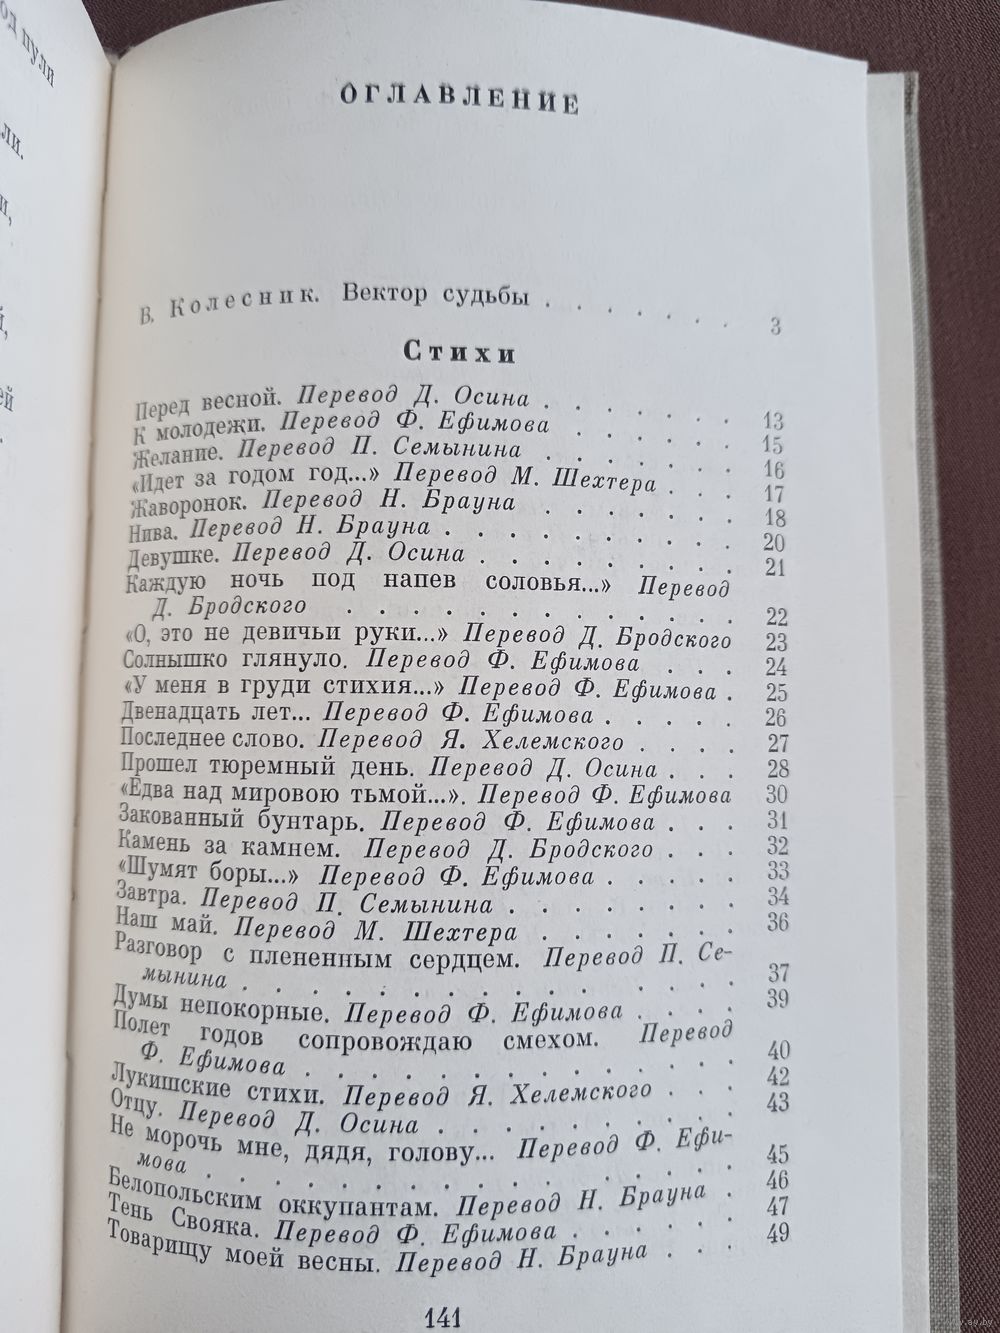 од пули
ли.
и,
й,
ей
ОГЛАВЛЕНИЕ
В. Колесник. Вектор судьбы . . . . . . . 3
Стихи
Перед весной. Перевод Д. Осина . . . . . . . 13
К молодежи. Перевод Ф. Ефимова . . . . . . 15
Желание. Перевод П. Семынина . . . . . . . 16
«Идет за годом год...» Перевод М. Шехтера . . . 17
Жаворонок. Перевод Н. Брауна . . . . . . . 18
Нива. Перевод Н. Брауна . . . . . . . . . . 20
Девушке. Перевод Д. Осина . . . . . . . . . 21
Каждую ночь под напев соловья...» Перевод
Д. Бродского . . . . . . . . . . . . 22
«О, это не девичьи руки...» Перевод Д. Бродского 23
Солнышко глянуло. Перевод Ф. Ефимова . . . 24
«У меня в груди стихия...» Перевод Ф. Ефимова . 25
Двенадцать лет... Перевод Ф. Ефимова . . . . . 26
Последнее слово. Перевод Я. Хелемского . . . . 27
Прошел тюремный день. Перевод Д. Осина . . . 28
«Едва над мировою тьмой...». Перевод Ф. Ефимова 30
Закованный бунтарь. Перевод Ф. Ефимова . . . 31
Камень за камнем. Перевод Д. Бродского . . . 32
«Шумят боры...» Перевод Ф. Ефимова . . . . . 33
Завтра. Перевод П. Семынина . . . . . . . . 34
Наш май. Перевод М. Шехтера . . . . . . . 36
Разговор с плененным сердцем. Перевод П. Се-
мынина . . . . . . . . . . . . . . 37
Думы непокорные. Перевод Ф. Ефимова . . . . 39
Полет годов сопровождаю смехом. Перевод
Ф. Ефимова . . . . . . . . . . . . . 40
Лукишские стихи. Перевод Я. Хелемского . . . 42
Отцу. Перевод Д. Осина . . . . . . . . . . 43
Не морочь мне, дядя, голову... Перевод Ф. Ефи-
мова . . . . . . . . . . . . . . . 45
Белопольским оккупантам. Перевод Н. Брауна . 46
Тень Свояка. Перевод Ф. Ефимова . . . . . . 47
Товарищу моей весны. Перевод Н. Брауна . . . 49
141